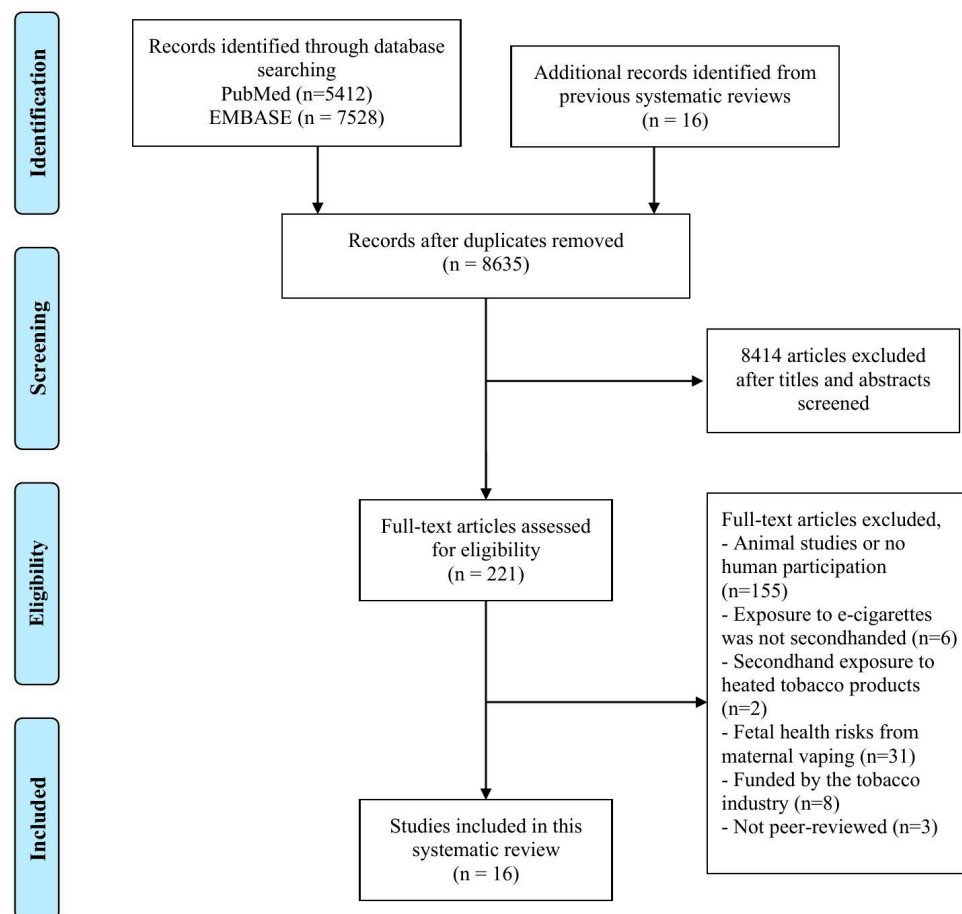 Identification
Records identified through database
searching
PubMed (n=5412)
EMBASE (n = 7528)
Additional records identified from
previous systematic reviews
(n = 16)
Records after duplicates removed
(n = 8635)
Screening
8414 articles excluded
after titles and abstracts
screened
Eligibility
Full-text articles assessed
for eligibility
(n = 221)
Full-text articles excluded,
- Animal studies or no
human participation
(n=155)
- Exposure to e-cigarettes
was not secondhanded (n=6)
- Secondhand exposure to
heated tobacco products
(n=2)
- Fetal health risks from
maternal vaping (n=31)
- Funded by the tobacco
industry (n=8)
- Not peer-reviewed (n=3)
Included
Studies included in this
systematic review
(n = 16)